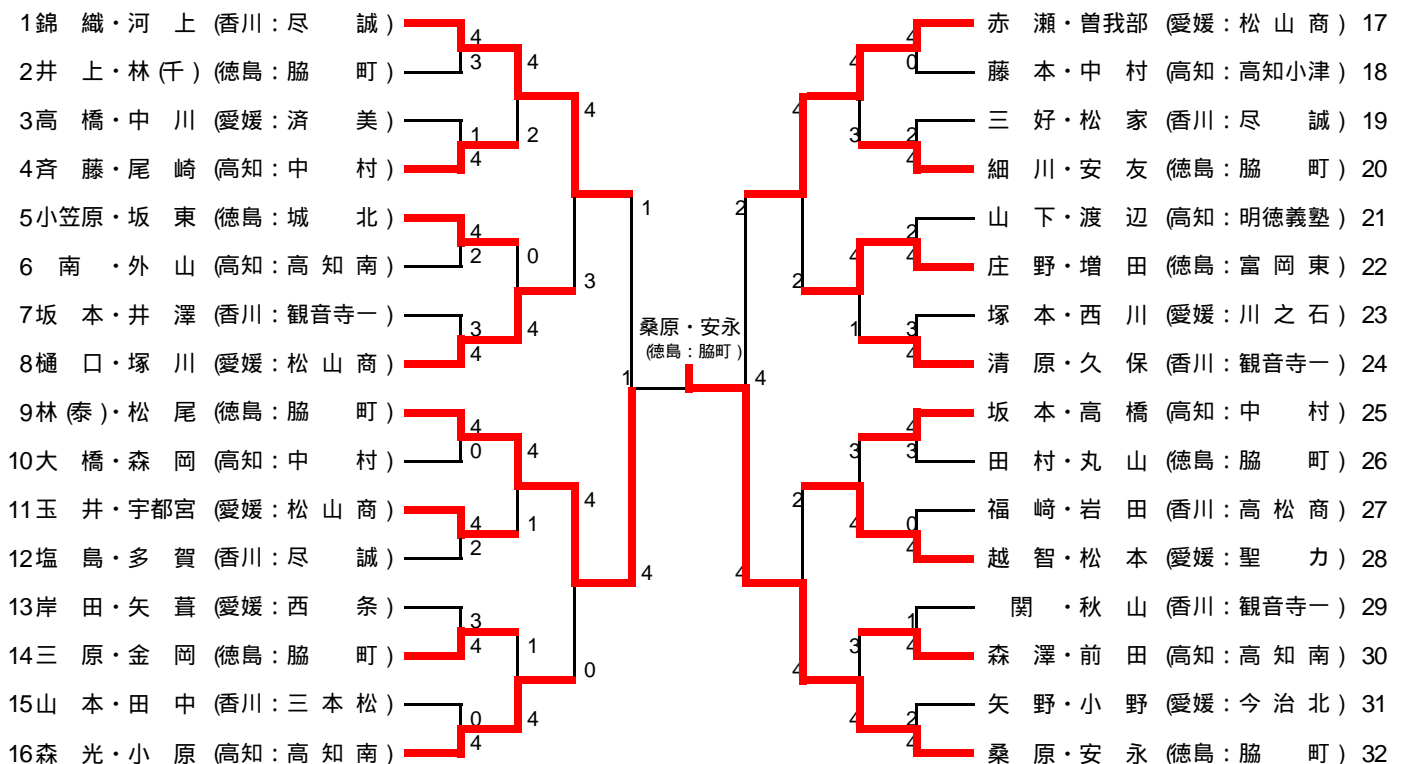 1 錦 織・河 上 (香川：尽 誠)
2 井 上・林(千) (徳島：脇 町)
3 高 橋・中 川 (愛媛：済 美)
4 斉 藤・尾 崎 (高知：中 村)
5 小笠原・坂 東 (徳島：城 北)
6 南 ・外 山 (高知：高 知 南)
7 坂 本・井 澤 (香川：観音寺一)
8 樋 口・塚 川 (愛媛：松 山 商)
9 林(泰)・松 尾 (徳島：脇 町)
10 大 橋・森 岡 (高知：中 村)
11 玉 井・宇都宮 (愛媛：松 山 商)
12 塩 島・多 賀 (香川：尽 誠)
13 岸 田・矢 葺 (愛媛：西 条)
14 三 原・金 岡 (徳島：脇 町)
15 山 本・田 中 (香川：三 本 松)
16 森 光・小 原 (高知：高 知 南)
4
3
1
4
4
2
3
4
4
0
4
2
3
4
0
4
4
2
0
4
4
1
1
4
4
3
4
0
1
4
1
桑原・安永
(徳島：脇町)
4
2
4
4
2
2
4
4
3
4
1
3
4
3
4
4
0
2
4
2
4
3
4
4
3
0
4
1
4
2
4
赤 瀬・曽我部 (愛媛：松 山 商) 17
藤 本・中 村 (高知：高知小津) 18
三 好・松 家 (香川：尽 誠) 19
細 川・安 友 (徳島：脇 町) 20
山 下・渡 辺 (高知：明徳義塾) 21
庄 野・増 田 (徳島：富 岡 東) 22
塚 本・西 川 (愛媛：川 之 石) 23
清 原・久 保 (香川：観音寺一) 24
坂 本・高 橋 (高知：中 村) 25
田 村・丸 山 (徳島：脇 町) 26
福 﨑・岩 田 (香川：高 松 商) 27
越 智・松 本 (愛媛：聖 カ) 28
関 ・秋 山 (香川：観音寺一) 29
森 澤・前 田 (高知：高 知 南) 30
矢 野・小 野 (愛媛：今 治 北) 31
桑 原・安 永 (徳島：脇 町) 32